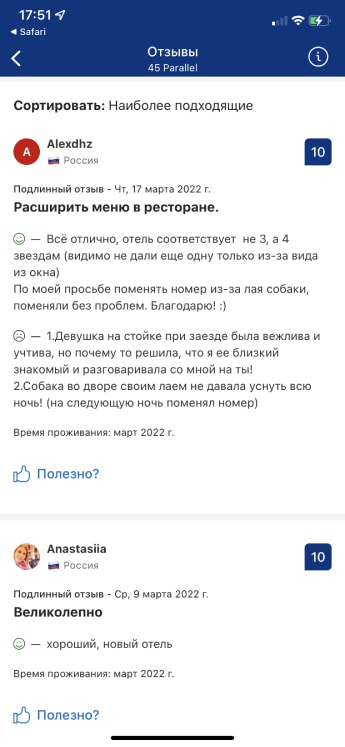 17:51
◀ Safari
Отзывы
45 Parallel
Сортировать: Наиболее подходящие
A
Alexdhz
Россия
10
Подлинный отзыв - Чт, 17 марта 2022 г.
Расширить меню в ресторане.
— Всё отлично, отель соответствует не 3, а 4
звездам (видимо не дали еще одну только из-за вида
из окна)
По моей просьбе поменять номер из-за лая собаки,
поменяли без проблем. Благодарю! :)
— 1.Девушка на стойке при заезде была вежлива и
учтива, но почему то решила, что я ее близкий
знакомый и разговаривала со мной на ты!
2.Собака во дворе своим лаем не давала уснуть всю
ночь! (на следующую ночь поменял номер)
Время проживания: март 2022 г.
Полезно?
Anastasiia
Россия
10
Подлинный отзыв - Ср, 9 марта 2022 г.
Великолепно
— хороший, новый отель
Время проживания: март 2022 г.
Полезно?